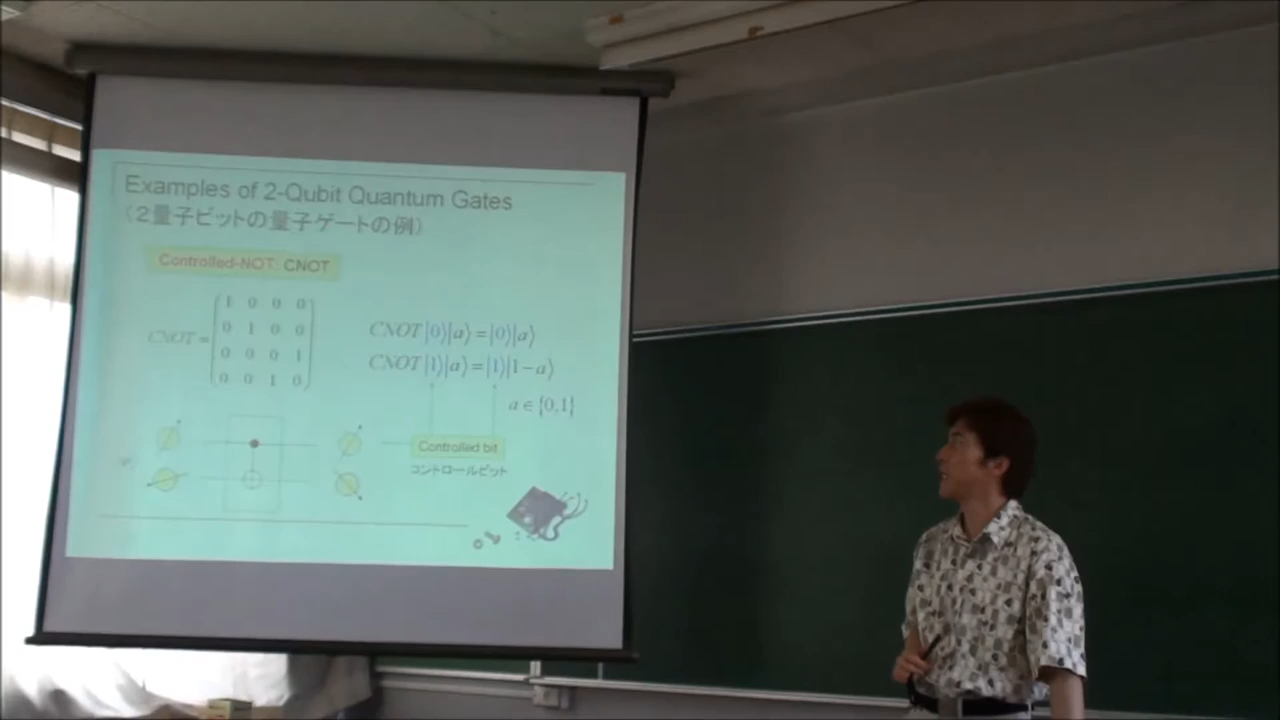 Examples of 2-Qubit Quantum Gates
（２量子ビットの量子ゲートの例）
Controlled-NOT: CNOT
CNOT = (1 0 0 0
0 1 0 0
0 0 0 1
0 0 1 0)
CNOT|0⟩|a⟩=|0⟩|a⟩
CNOT|1⟩|a⟩=|1⟩|1−a⟩
a∈{0,1}
Controlled bit
コントロールビット